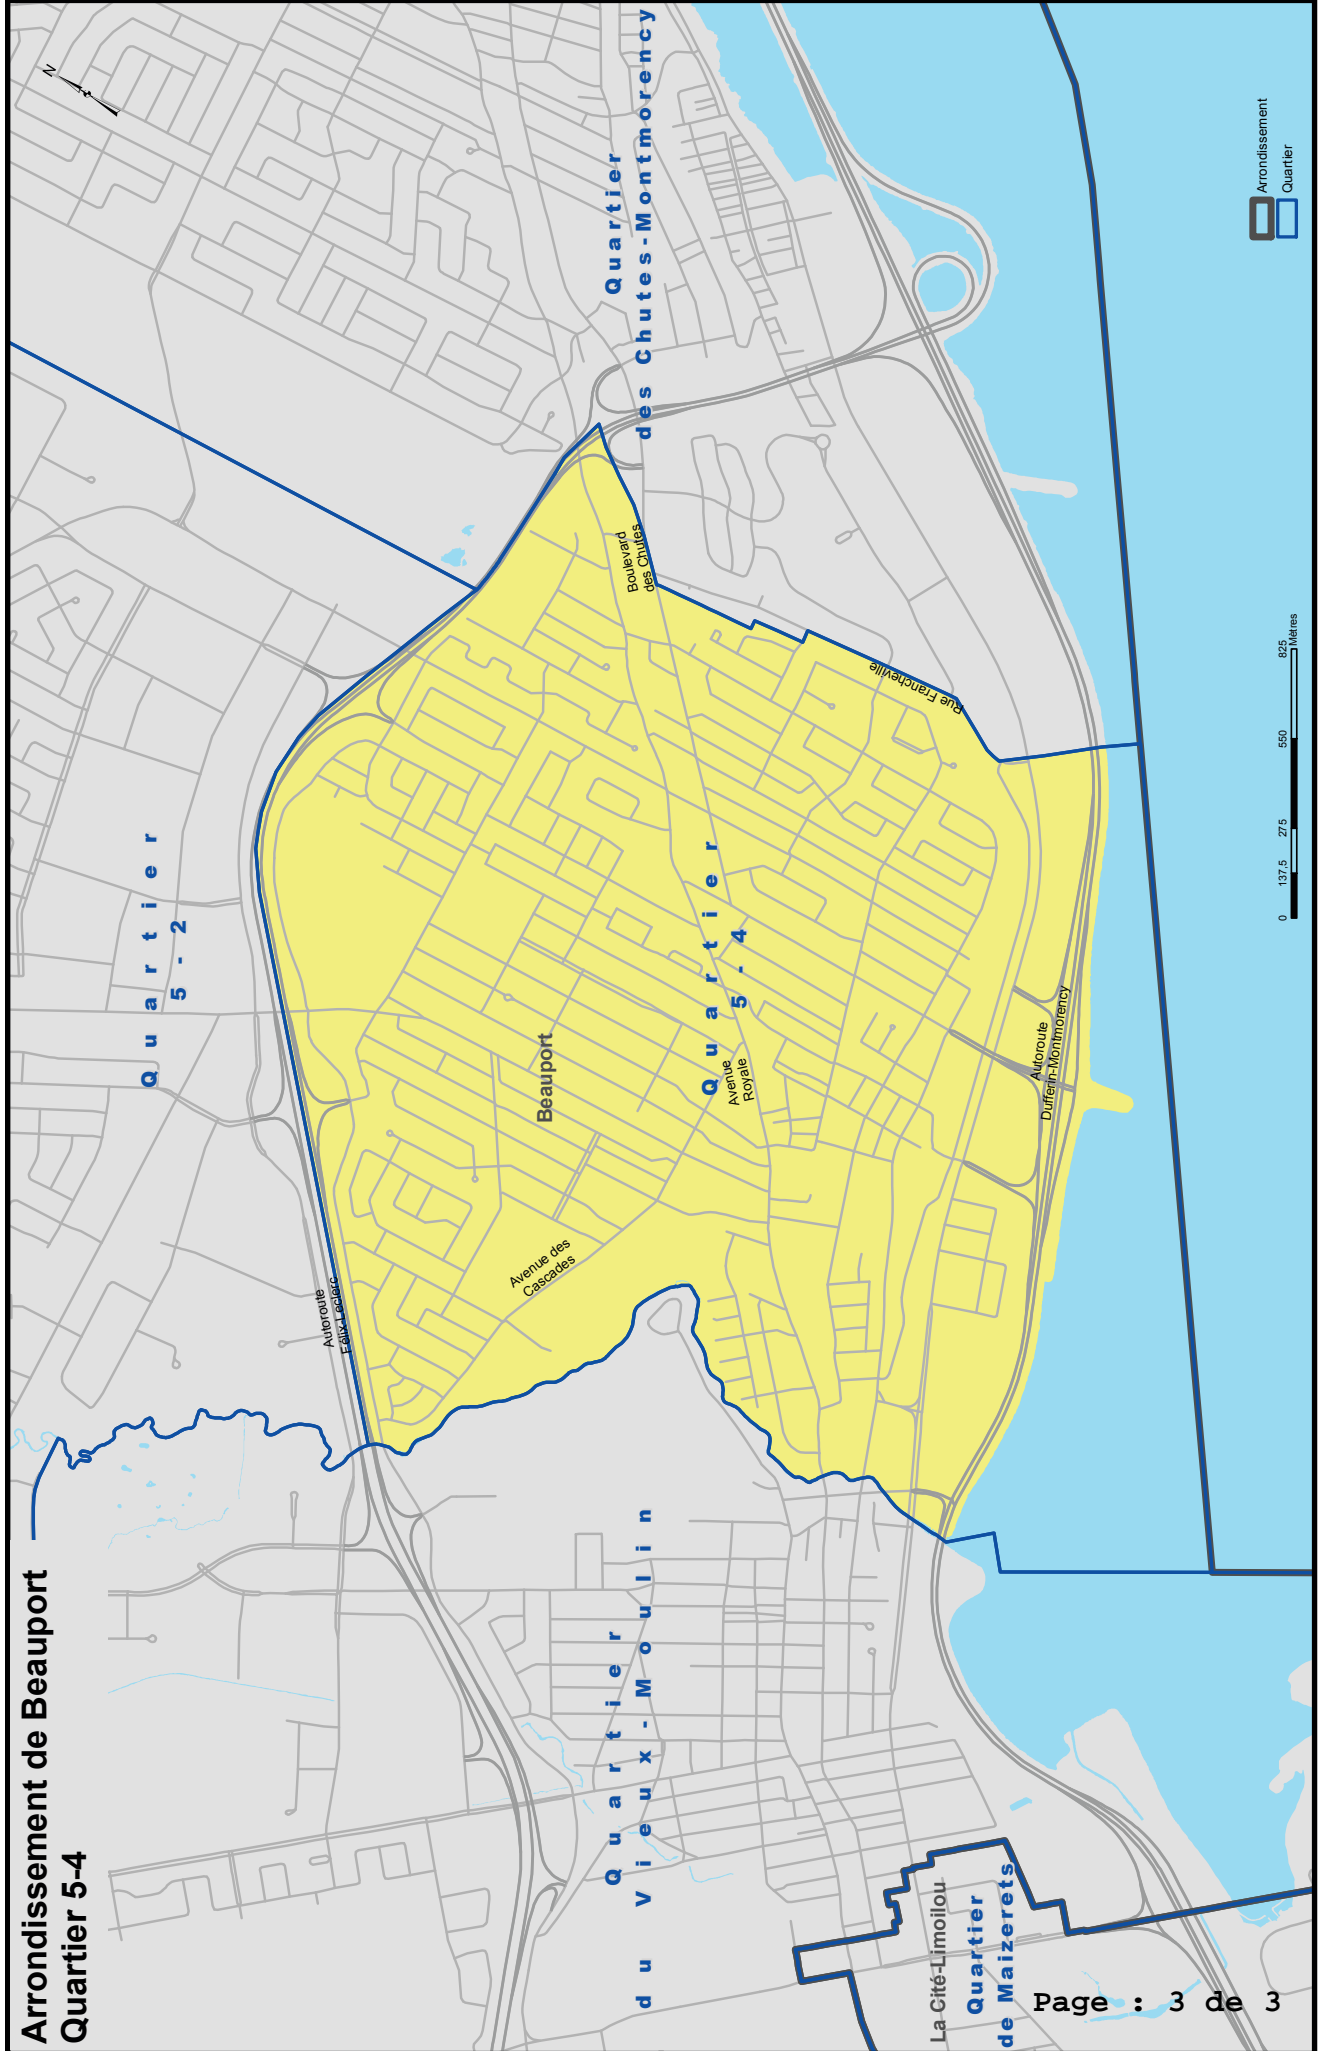 Arrondissement de Beauport
Quartier 5-4
N
Quartier
des Chutes-Montmorency
Arrondissement
Quartier
Quartier
5-2
Boulevard
des Chutes
Rue Francheville
Beauport
Quartier
5-4
Avenue
Royale
Autoroute
Dufferin-Montmorency
Avenue des
Cascades
Autoroute
Félix-Leclerc
0 137,5 275 550 825
Mètres
Quartier
du Vieux-Moulin
La Cité-Limoilou
Quartier
de Maizerets
Page : 3 de 3